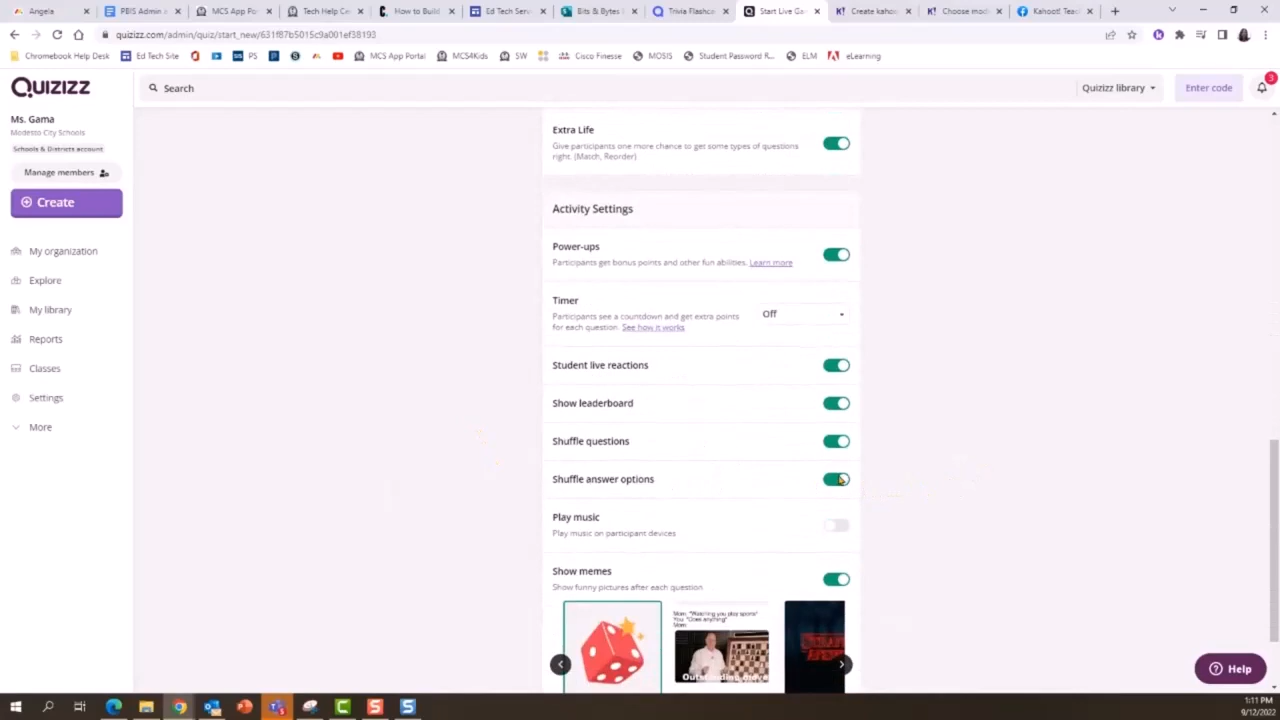 Angela
PBIS Admin a
MCS App Por
Tech Help Ce
How to Build
Ed Tech Serv
Bits & Bytes
Trivia Flashca
Start Live Ga
Create kahoo
Choose mod
Kahoot! Teac
quizizz.com/admin/quiz/start_new/631f87b5015c9a001ef38193
Chromebook Help Desk
Ed Tech Site
PS
MCS App Portal
MCS4Kids
SW
Cisco Finesse
MOSIS
Student Password R...
ELM
eLearning
QUIZIZZ
Search
Quizizz library
Enter code
3
Ms. Gama
Modesto City Schools
Schools & Districts account
Manage members
Create
My organization
Explore
My library
Reports
Classes
Settings
More
Extra Life
Give participants one more chance to get some types of questions
right. (Match, Reorder)
Activity Settings
Power-ups
Participants get bonus points and other fun abilities. Learn more
Timer
Participants see a countdown and get extra points
for each question. See how it works
Off
Student live reactions
Show leaderboard
Shuffle questions
Shuffle answer options
Play music
Play music on participant devices
Show memes
Show funny pictures after each question
Mom: "Watching you play sports"
You: "Does anything"
Mom:
Outstanding move
Help
1:11 PM
9/12/2022